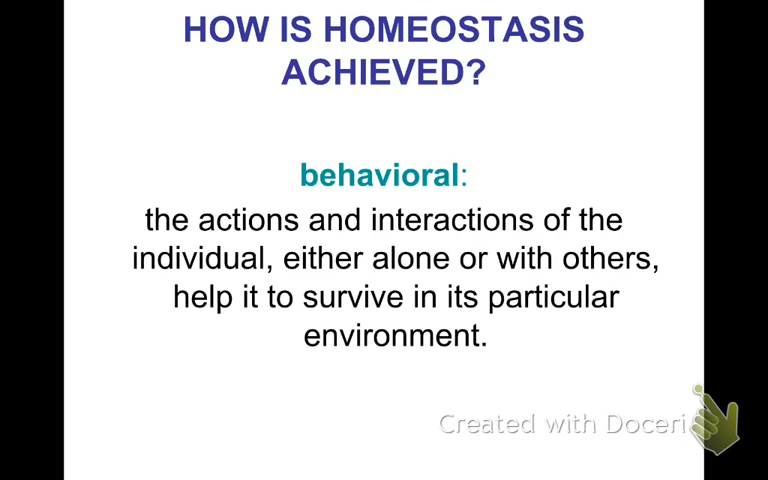 HOW IS HOMEOSTASIS
ACHIEVED?
behavioral:
the actions and interactions of the
individual, either alone or with others,
help it to survive in its particular
environment.
Created with Doceri